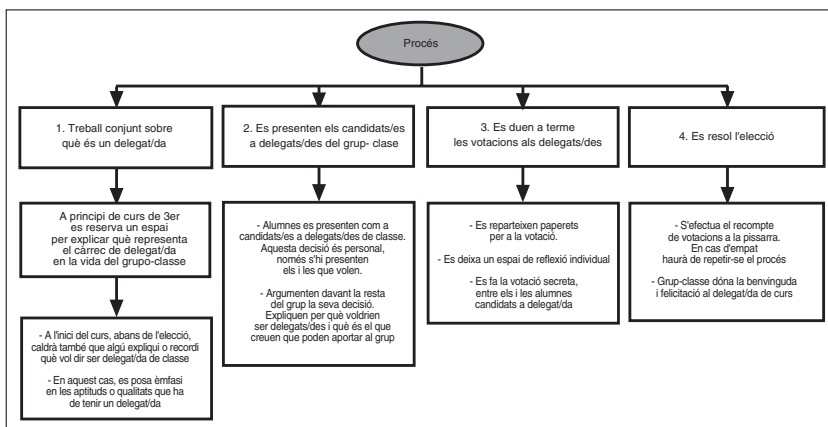 Procés
1. Treball conjunt sobre
què és un delegat/da
2. Es presenten els candidats/es
a delegats/des del grup- clase
3. Es duen a terme
les votacions als delegats/des
4. Es resol l'elecció
A principi de curs de 3er
es reserva un espai
per explicar què representa
el càrrec de delegat/da
en la vida del grupo-classe
- A l'inici del curs, abans de l'elecció,
caldrà també que algú expliqui o recordi
què vol dir ser delegat/da de classe
- En aquest cas, es posa èmfasi
en les aptituds o qualitats que ha
de tenir un delegat/da
- Alumnes es presenten com a
candidats/es a delegats/des de classe.
Aquesta decisió és personal,
només s'hi presenten
els i les que volen.
- Argumenten davant la resta
del grup la seva decisió.
Expliquen per què voldrien
ser delegats/des i què és el que
creuen que poden aportar al grup
- Es reparteixen paperets
per a la votació.
- Es deixa un espai de reflexió individual
- Es fa la votació secreta,
entre els i les alumnes
candidats a delegat/da
- S'efectua el recompte
de votacions a la pissarra.
En cas d'empat
haurà de repetir-se el procés
- Grup-classe dóna la benvinguda
i felicitació al delegat/da de curs